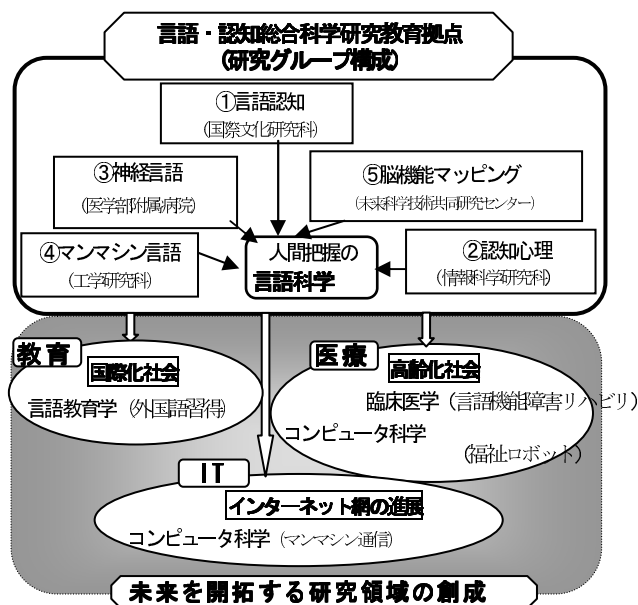 言語・認知総合科学研究教育拠点
(研究グループ構成)
①言語認知
(国際文化研究科)
③神経言語
(医学部附属病院)
⑤脳機能マッピング
(未来科学技術共同研究センター)
④マンマシン言語
(工学研究科)
人間把握の
言語科学
②認知心理
(情報科学研究科)
教育
国際化社会
言語教育学 (外国語習得)
医療
高齢化社会
臨床医学 (言語機能障害リハビリ)
コンピュータ科学
(福祉ロボット)
IT
インターネット網の進展
コンピュータ科学 (マンマシン通信)
未来を開拓する研究領域の創成